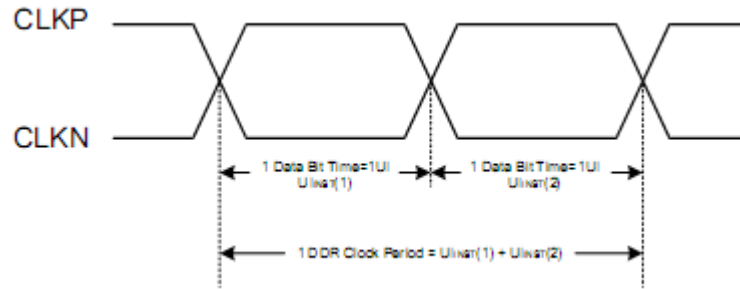 CLKP
CLKN
1 Data Bit Time=1UI
UIINST(1)
1 Data Bit Time= 1UI
UIINST(2)
1 DDR Clock Period = UIINST(1) + UIINST(2)